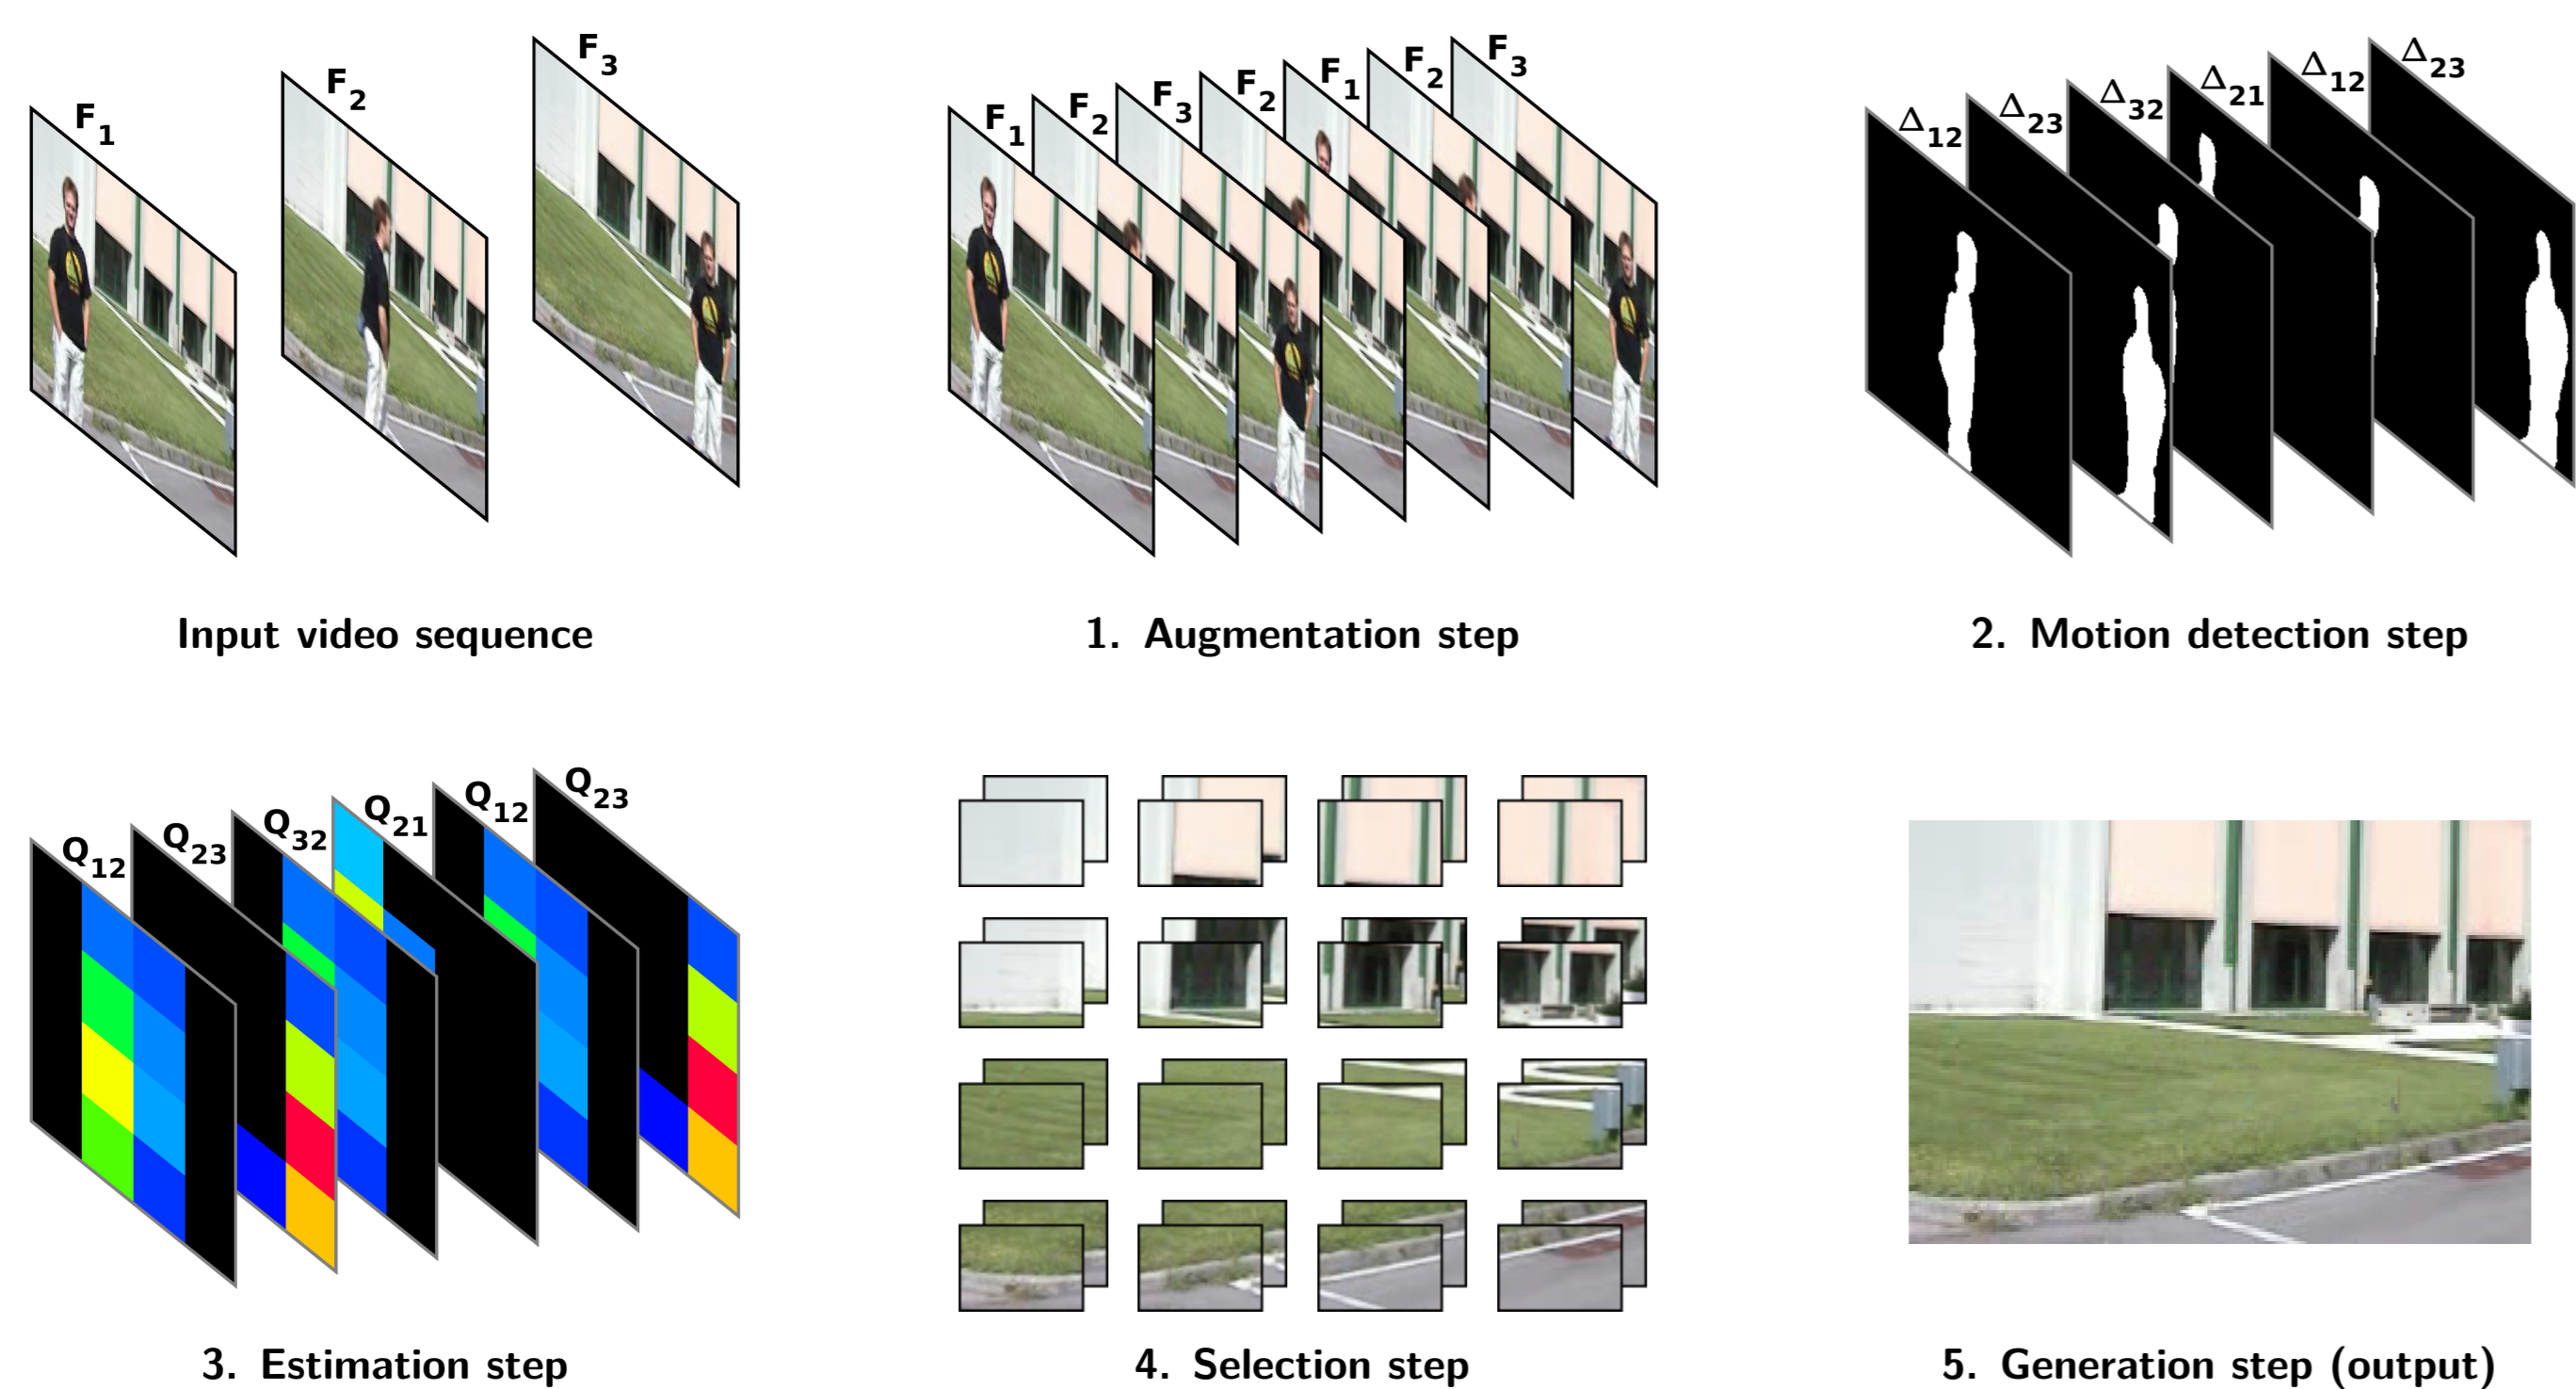 F1
F2
F3
Input video sequence
F1
F2
F3
F2
F1
F2
F3
1. Augmentation step
Δ12
Δ23
Δ32
Δ21
Δ12
Δ23
2. Motion detection step
Q12
Q23
Q32
Q21
Q12
Q23
3. Estimation step
4. Selection step
5. Generation step (output)